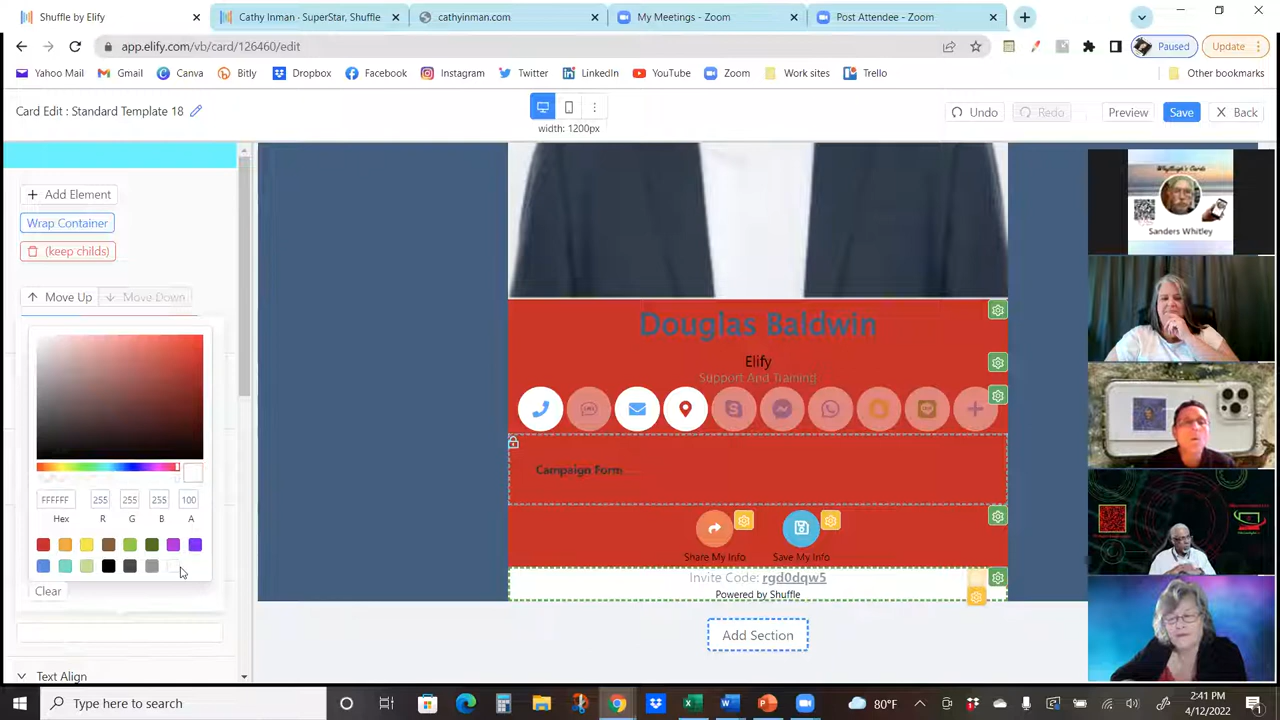 Shuffle by Elify
Cathy Inman - SuperStar, Shuffle
cathyinman.com
My Meetings - Zoom
Post Attendee - Zoom
app.elify.com/vb/card/126460/edit
Paused
Update
Yahoo Mail
Gmail
Canva
Bitly
Dropbox
Facebook
Instagram
Twitter
LinkedIn
YouTube
Zoom
Work sites
Trello
Other bookmarks
Card Edit : Standard Template 18
width: 1200px
Undo
Redo
Preview
Save
Back
+ Add Element
Wrap Container
(keep childs)
Move Up
Move Down
FFFFFF 255 255 255 100
Hex R G B A
Clear
Text Align
Douglas Baldwin
Elify
Support And Training
SMS
LINE
Campaign Form
Share My Info
Save My Info
Invite Code: rgd0dqw5
Powered by Shuffle
Add Section
Sanders Whitley
Type here to search
80°F
2:41 PM
4/12/2022